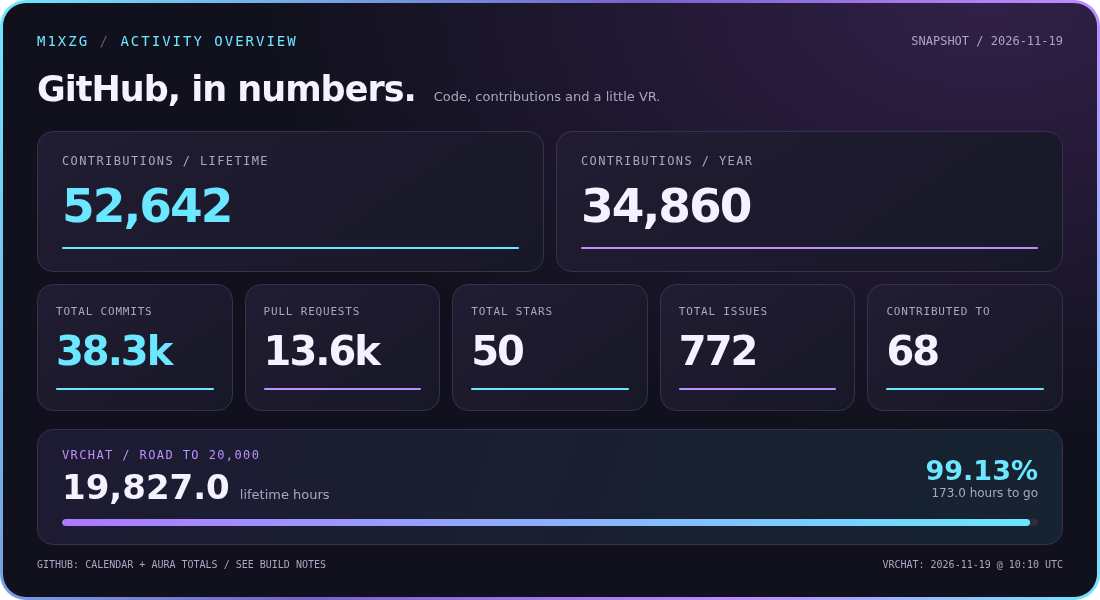 M1XZG / ACTIVITY OVERVIEW
SNAPSHOT / 2026-11-19
GitHub, in numbers. Code, contributions and a little VR.
CONTRIBUTIONS / LIFETIME
52,642
CONTRIBUTIONS / YEAR
34,860
TOTAL COMMITS
38.3k
PULL REQUESTS
13.6k
TOTAL STARS
50
TOTAL ISSUES
772
CONTRIBUTED TO
68
VRCHAT / ROAD TO 20,000
19,827.0 lifetime hours
99.13%
173.0 hours to go
GITHUB: CALENDAR + AURA TOTALS / SEE BUILD NOTES
VRCHAT: 2026-11-19 @ 10:10 UTC